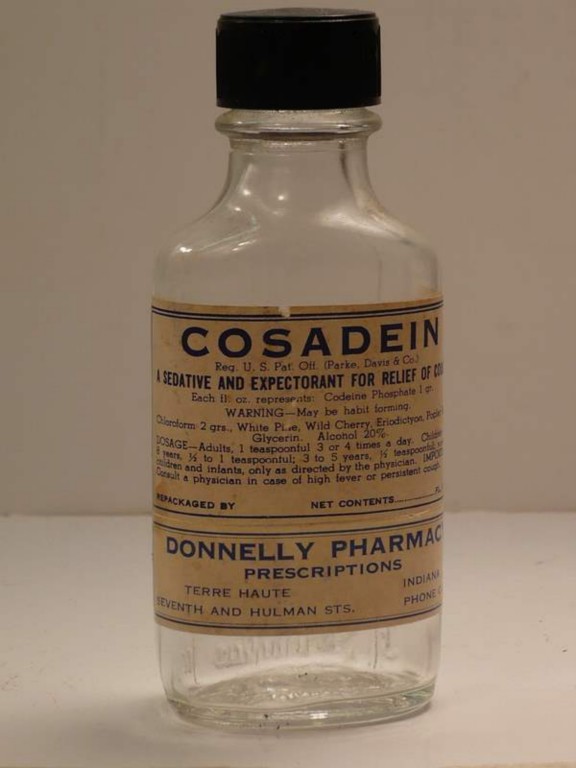 COSADEIN
Reg. U. S. Pat. Off. (Parke, Davis & Co.)
A SEDATIVE AND EXPECTORANT FOR RELIEF OF
Each fl. oz. represents: Codeine Phosphate 1 gr.
WARNING—May be habit forming.
Chloroform 2 grs., White Pine, Wild Cherry, Eriodictyon,
Glycerin. Alcohol 20%.
DOSAGE—Adults, 1 teaspoonful 3 or 4 times a day.
8 years, ½ to 1 teaspoonful; 3 to 5 years, ½ teaspoonful
children and infants, only as directed by the physician.
Consult a physician in case of high fever or persistent cough.
REPACKAGED BY NET CONTENTS
DONNELLY PHARMAC
PRESCRIPTIONS
TERRE HAUTE INDIANA
SEVENTH AND HULMAN STS. PHONE